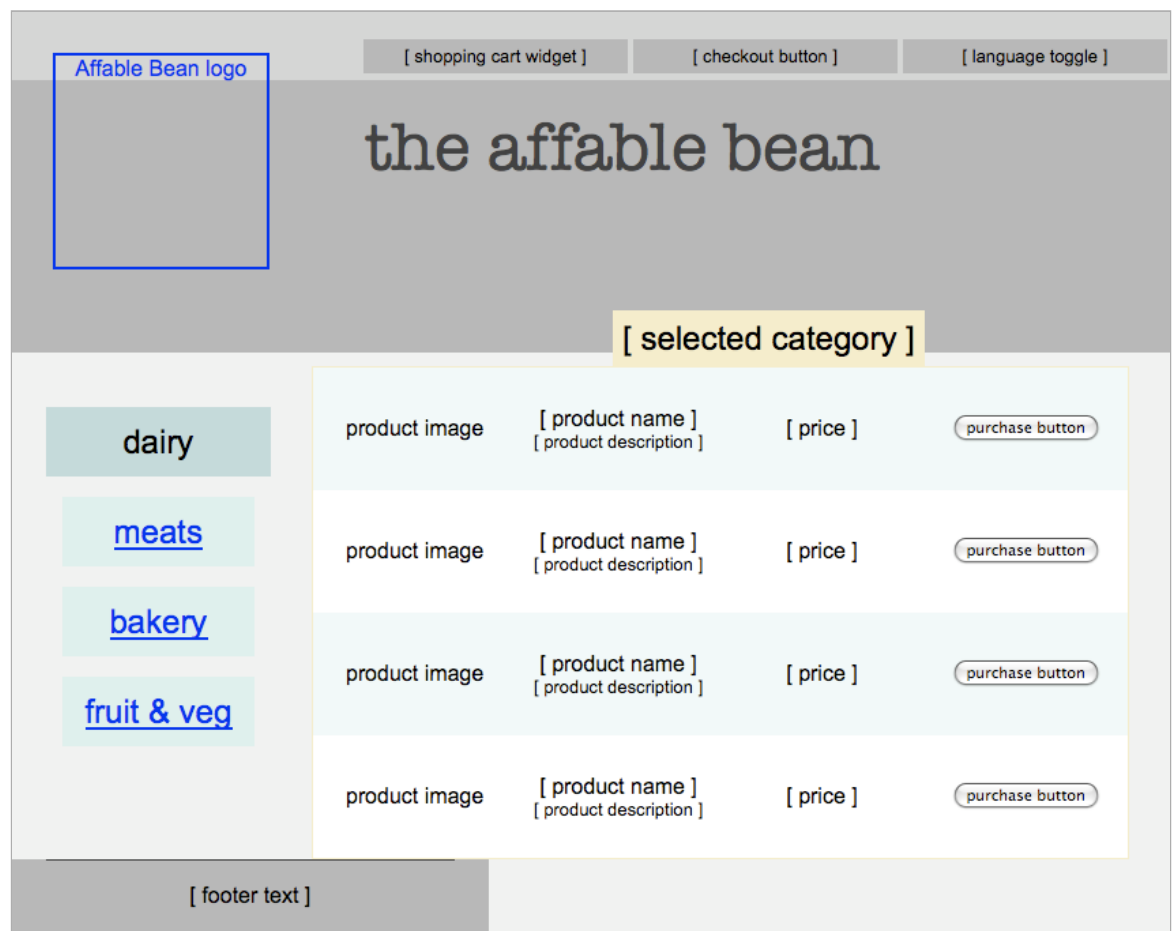 [ shopping cart widget ]
[ checkout button ]
[ language toggle ]
Affable Bean logo
the affable bean
[ selected category ]
dairy
meats
bakery
fruit & veg
product image
[ product name ]
[ product description ]
[ price ]
purchase button
product image
[ product name ]
[ product description ]
[ price ]
purchase button
product image
[ product name ]
[ product description ]
[ price ]
purchase button
product image
[ product name ]
[ product description ]
[ price ]
purchase button
[ footer text ]